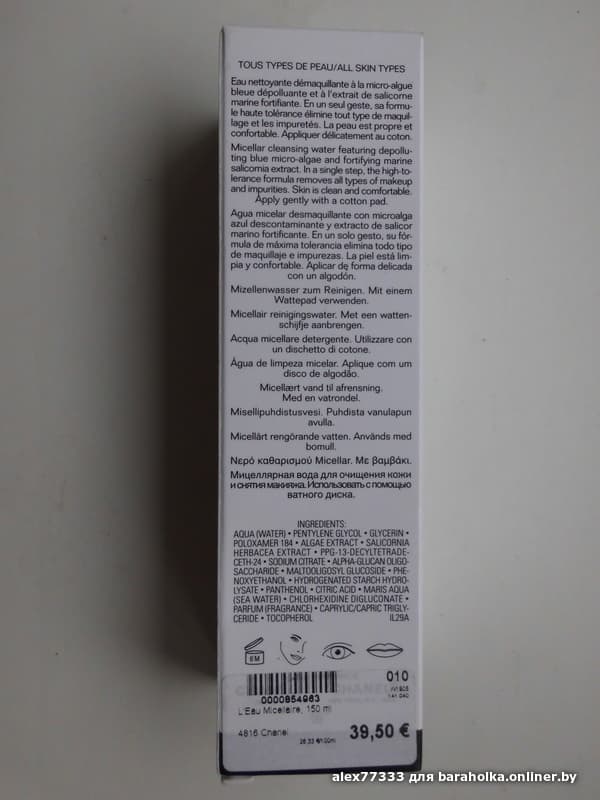 TOUS TYPES DE PEAU/ALL SKIN TYPES
Eau nettoyante démaquillante à la micro-algue
bleue dépolluante et à l'extrait de salicorne
marine fortifiante. En un seul geste, sa formu-
le haute tolérance élimine tout type de maquil-
lage et les impuretés. La peau est propre et
confortable. Appliquer délicatement au coton.
Micellar cleansing water featuring depollu-
ting blue micro-algae and fortifying marine
salicornia extract. In a single step, the high-to-
lerance formula removes all types of makeup
and impurities. Skin is clean and comfortable.
Apply gently with a cotton pad.
Agua micelar desmaquillante con microalga
azul descontaminante y extracto de salicor
marino fortificante. En un solo gesto, su fór-
mula de máxima tolerancia elimina todo tipo
de maquillaje e impurezas. La piel está lim-
pia y confortable. Aplicar de forma delicada
con un algodón.
Mizellenwasser zum Reinigen. Mit einem
Wattepad verwenden.
Micellair reinigingswater. Met een watten-
schijfje aanbrengen.
Acqua micellare detergente. Utilizzare con
un dischetto di cotone.
Água de limpeza micelar. Aplique com um
disco de algodão.
Micellært vand til afrensning.
Med en vatrondel.
Misellipuhdistusvesi. Puhdista vanulapun
avulla.
Micellärt rengörande vatten. Används med
bomull.
Νερό καθαρισμού Micellar. Με βαμβάκι.
Мицеллярная вода для очищения кожи
и снятия макияжа. Использовать с помощью
ватного диска.
INGREDIENTS:
AQUA (WATER) • PENTYLENE GLYCOL • GLYCERIN •
POLOXAMER 184 • ALGAE EXTRACT • SALICORNIA
HERBACEA EXTRACT • PPG-13-DECYLTETRADE-
CETH-24 • SODIUM CITRATE • ALPHA-GLUCAN OLIGO-
SACCHARIDE • MALTOOLIGOSYL GLUCOSIDE • PHE-
NOXYETHANOL • HYDROGENATED STARCH HYDRO-
LYSATE • PANTHENOL • CITRIC ACID • MARIS AQUA
(SEA WATER) • CHLORHEXIDINE DIGLUCONATE •
PARFUM (FRAGRANCE) • CAPRYLIC/CAPRIC TRIGLY-
CERIDE • TOCOPHEROL IL29A
6M
010
0000854963
L'Eau Micellaire, 150 ml
4816 Chanel
39,50 €
alex77333 для baraholka.onliner.by